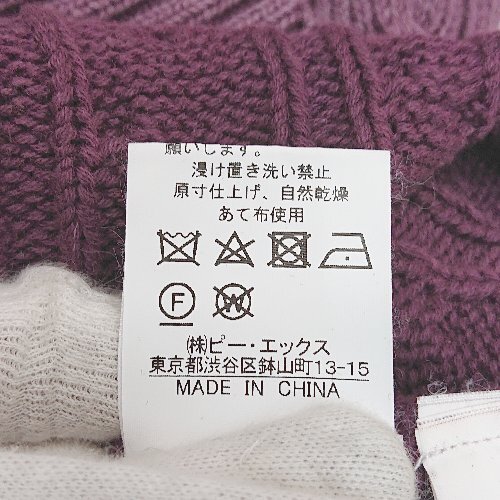 願いします。
浸け置き洗い禁止
原寸仕上げ、自然乾燥
あて布使用
F W
㈱ピー・エックス
東京都渋谷区鉢山町13-15
MADE IN CHINA